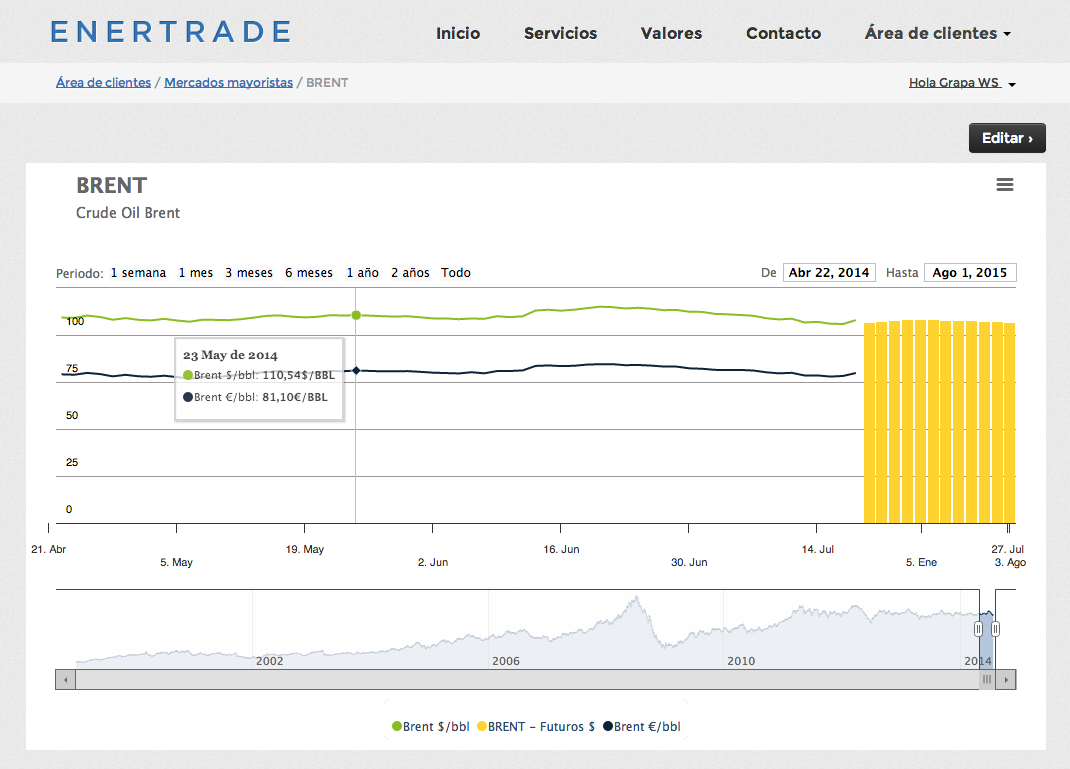 ENERTRADE
Inicio Servicios Valores Contacto Área de clientes
Área de clientes / Mercados mayoristas / BRENT
Hola Grapa WS
Editar ›
BRENT
Crude Oil Brent
Periodo: 1 semana 1 mes 3 meses 6 meses 1 año 2 años Todo
De Abr 22, 2014 Hasta Ago 1, 2015
100
75
50
25
0
23 May de 2014
Brent $/bbl: 110,54$/BBL
Brent €/bbl: 81,10€/BBL
21. Abr 19. May 16. Jun 14. Jul 27. Jul
5. May 2. Jun 30. Jun 5. Ene 3. Ago
2002 2006 2010 2014
Brent $/bbl BRENT – Futuros $ Brent €/bbl